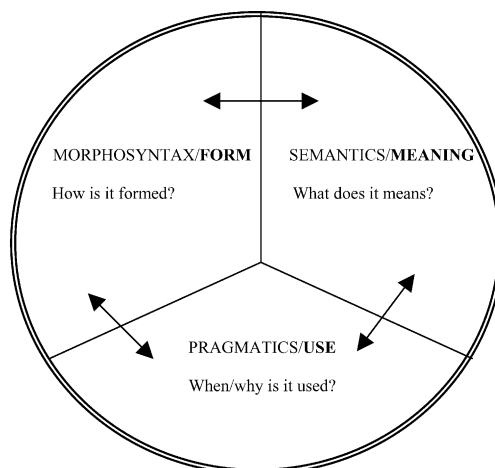 MORPHOSYNTAX/FORM
How is it formed?
SEMANTICS/MEANING
What does it means?
PRAGMATICS/USE
When/why is it used?